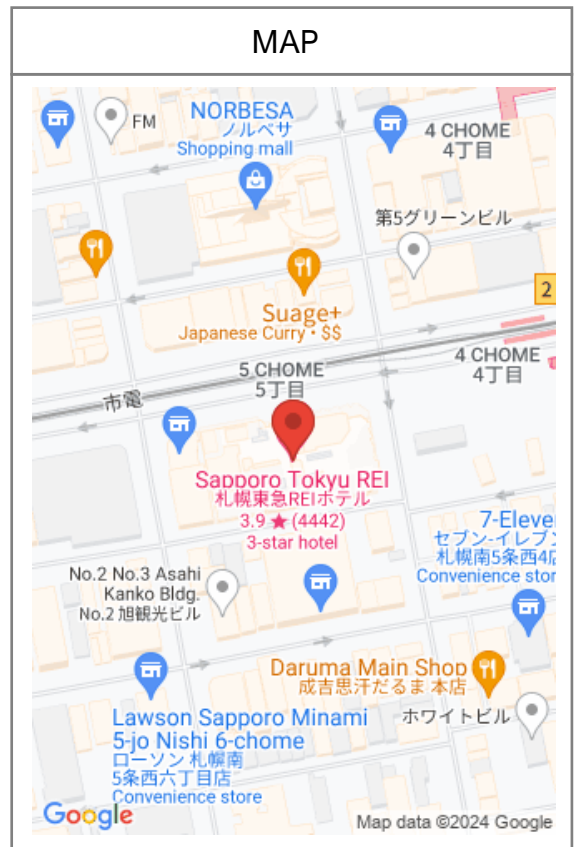 MAP
NORBESA
ノルベサ
Shopping mall
FM
4 CHOME
4丁目
第5グリーンビル
2
Suage+
Japanese Curry • $$
4 CHOME
4丁目
5 CHOME
5丁目
市電
Sapporo Tokyu REI
札幌東急REIホテル
3.9 ★ (4442)
3-star hotel
7-Eleve
セブン-イレブン
札幌南5条西4店
Convenience stor
No.2 No.3 Asahi
Kanko Bldg.
No.2 旭観光ビル
Daruma Main Shop
成吉思汗だるま 本店
ホワイトビル
Lawson Sapporo Minami
5-jo Nishi 6-chome
ローソン 札幌南
5条西六丁目店
Convenience store
Google
Map data ©2024 Google